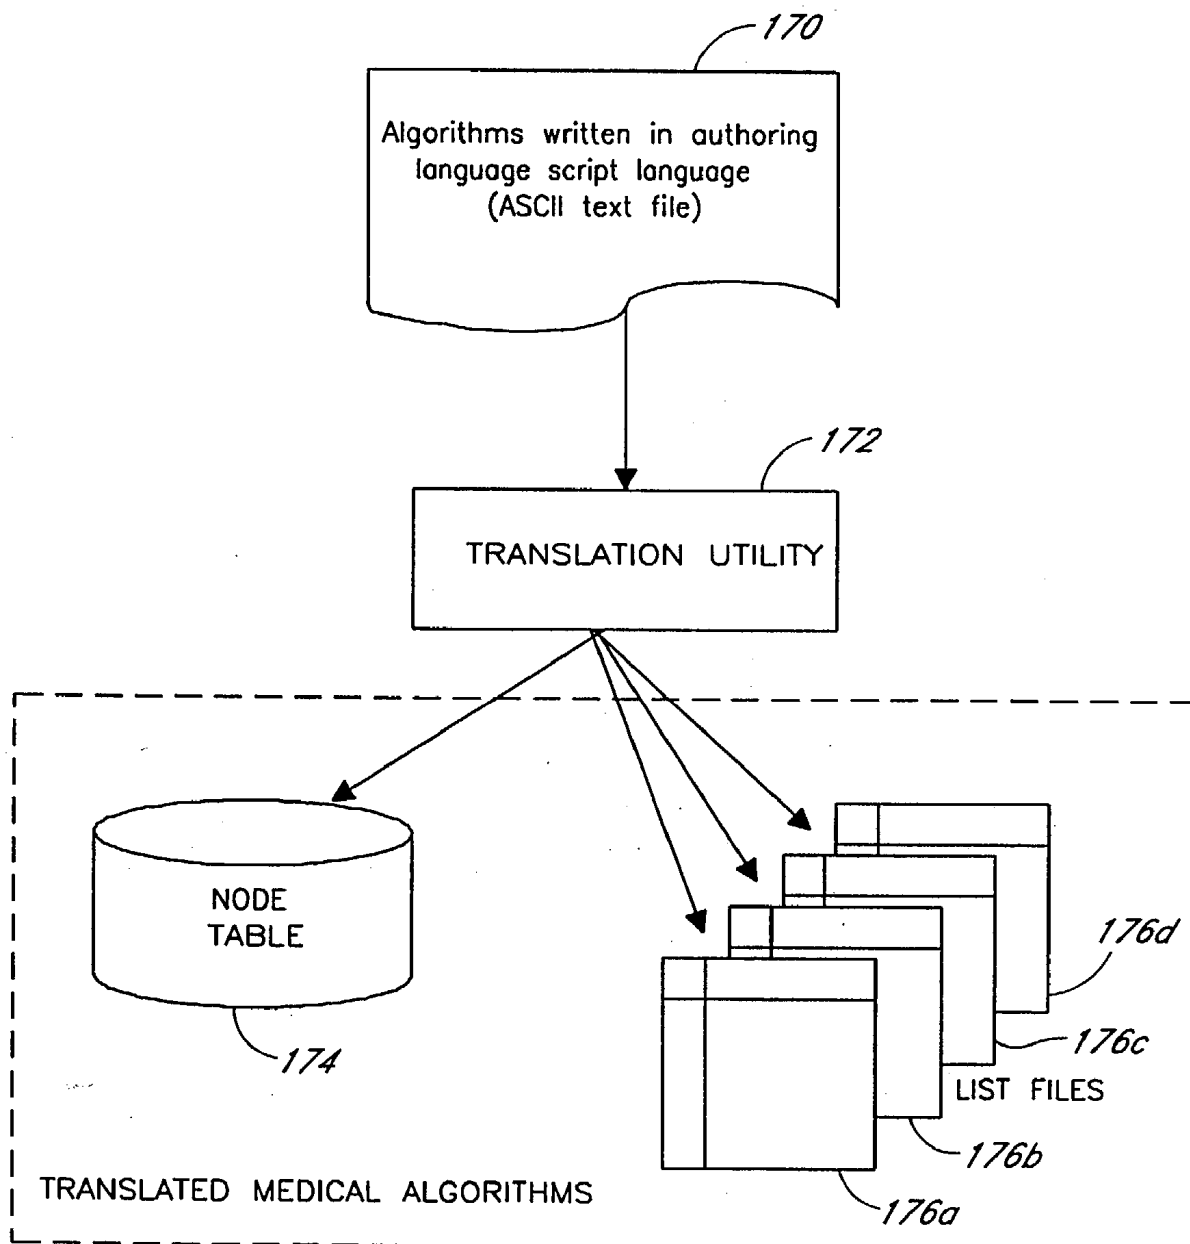 170
Algorithms written in authoring
language script language
(ASCII text file)
172
TRANSLATION UTILITY
NODE
TABLE
174
176d
176c
LIST FILES
176b
176a
TRANSLATED MEDICAL ALGORITHMS